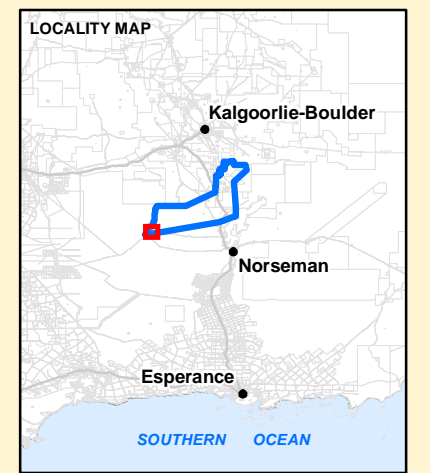 LOCALITY MAP
Kalgoorlie-Boulder
Norseman
Esperance
SOUTHERN OCEAN